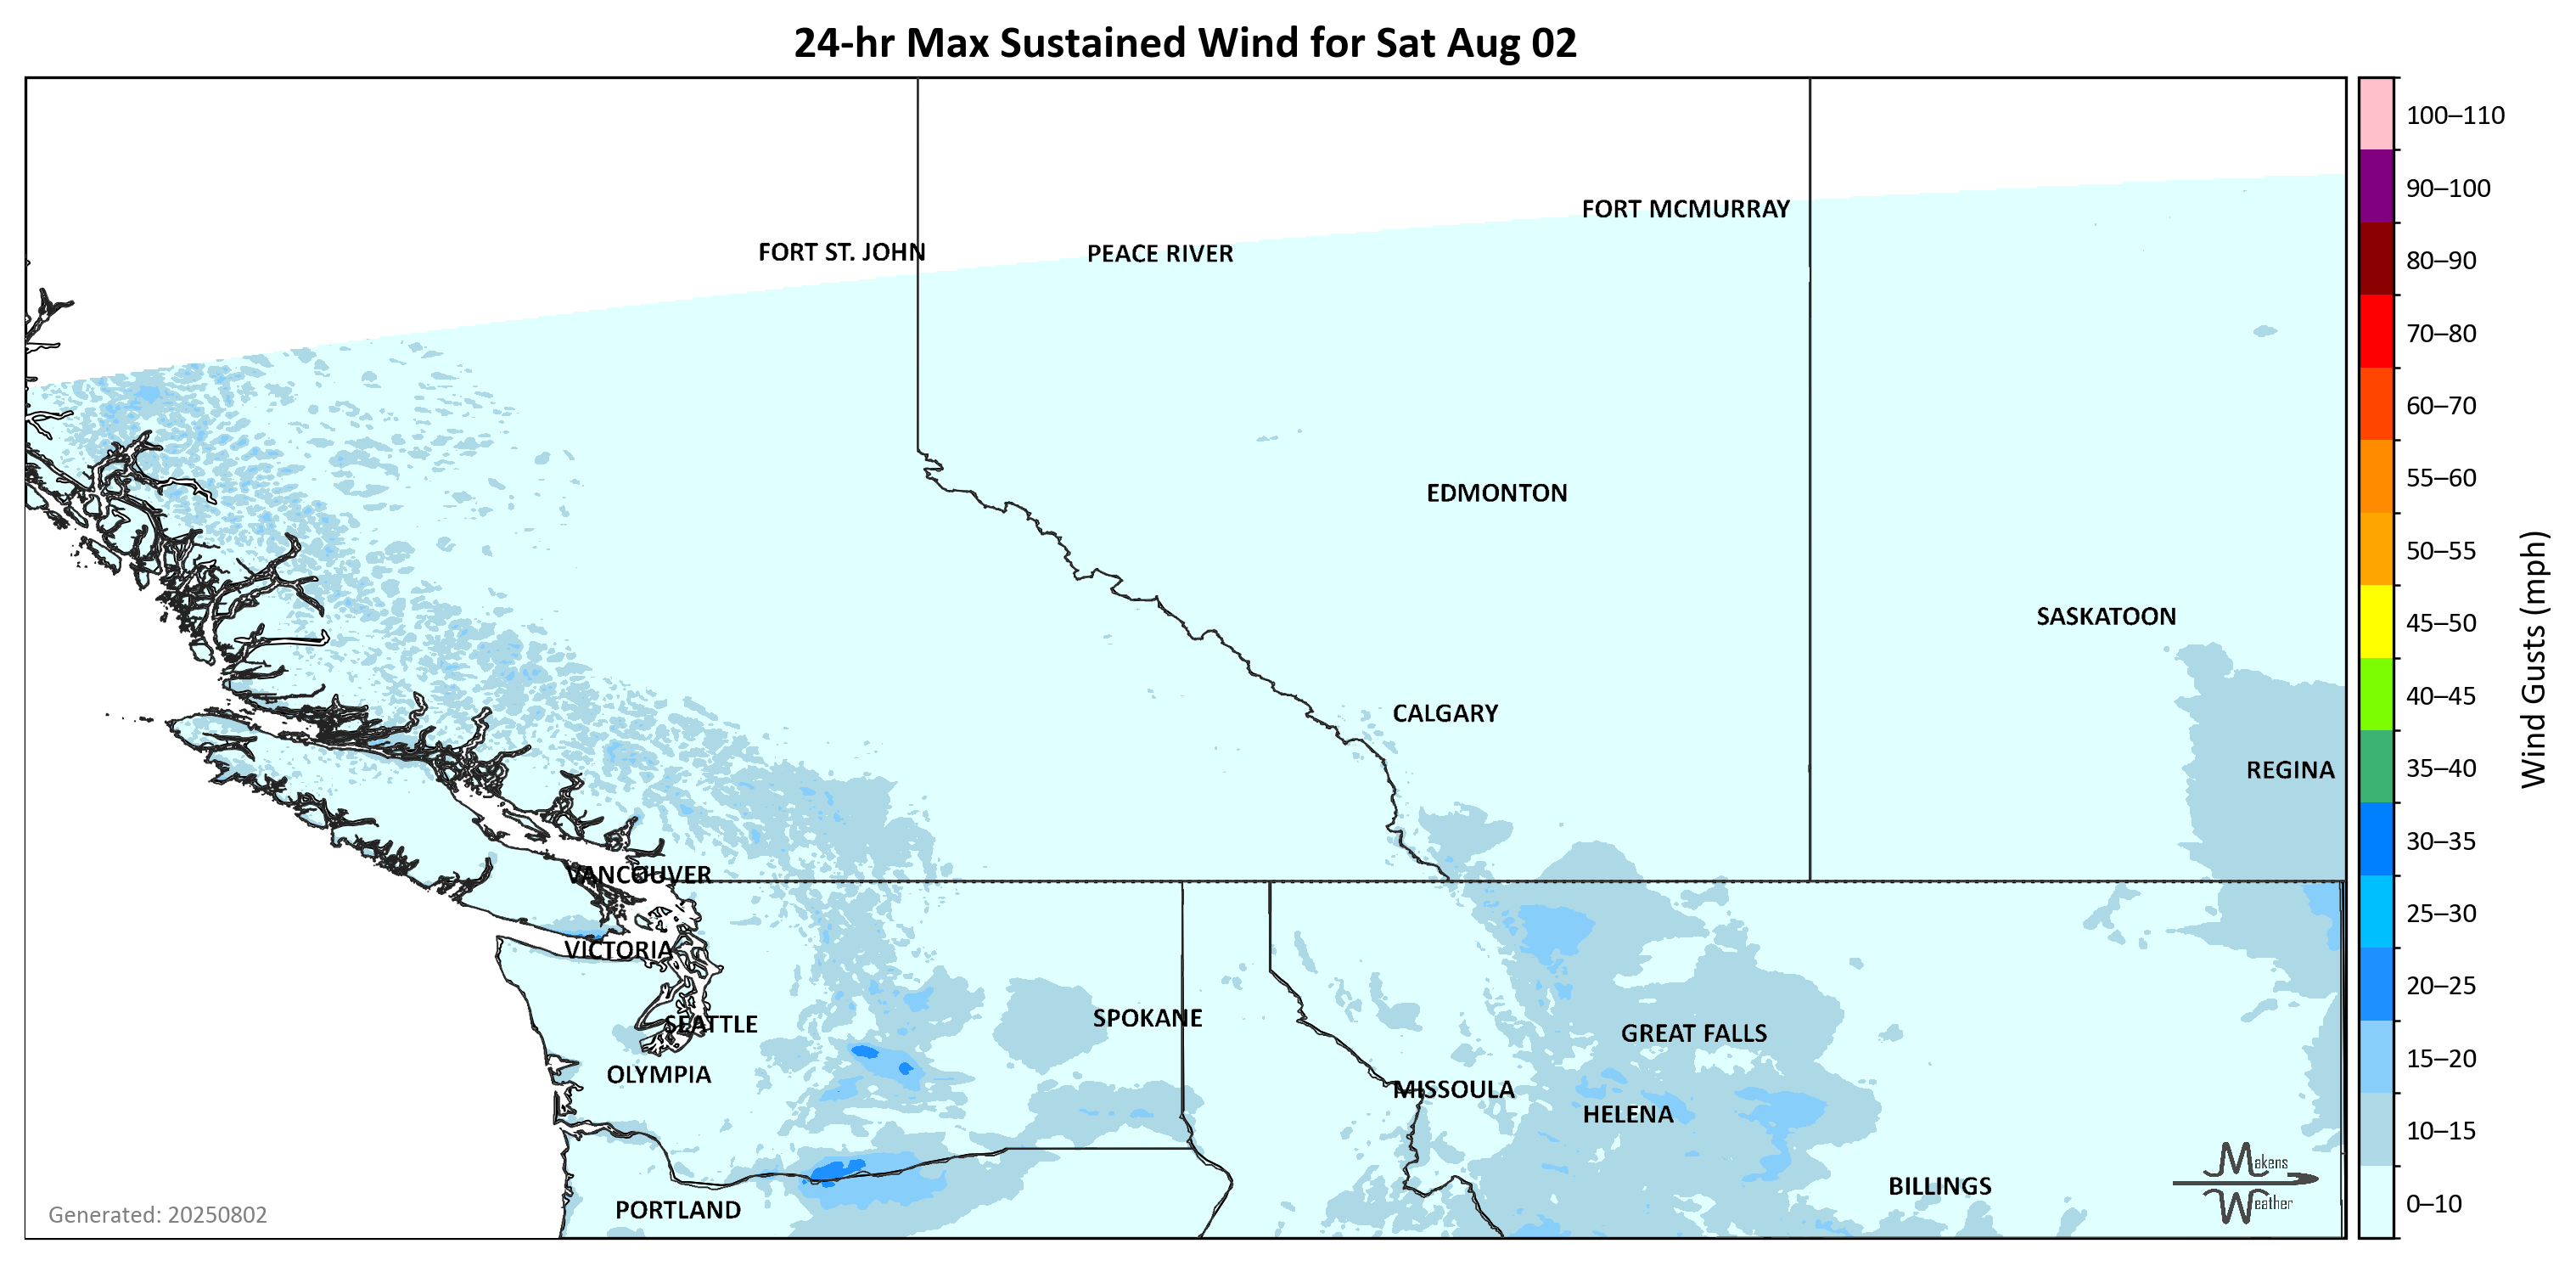 24-hr Max Sustained Wind for Sat Aug 02
FORT MCMURRAY
FORT ST. JOHN
PEACE RIVER
EDMONTON
SASKATOON
CALGARY
REGINA
VANCOUVER
VICTORIA
SEATTLE
SPOKANE
GREAT FALLS
OLYMPIA
MISSOULA
HELENA
PORTLAND
BILLINGS
Makens
Weather
Generated: 20250802
100–110
90–100
80–90
70–80
60–70
55–60
50–55
45–50
40–45
35–40
30–35
25–30
20–25
15–20
10–15
0–10
Wind Gusts (mph)